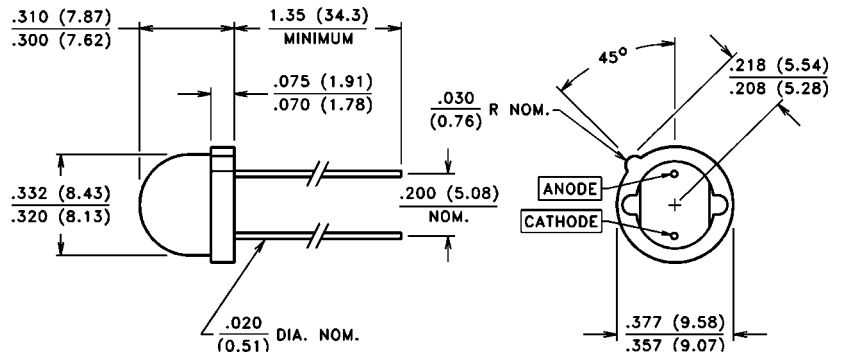 .310 (7.87)
.300 (7.62)
1.35 (34.3)
MINIMUM
.075 (1.91)
.070 (1.78)
.332 (8.43)
.320 (8.13)
.200 (5.08)
NOM.
.020
(0.51)
DIA. NOM.
45°
.218 (5.54)
.208 (5.28)
.030
(0.76)
R NOM.
ANODE
CATHODE
.377 (9.58)
.357 (9.07)